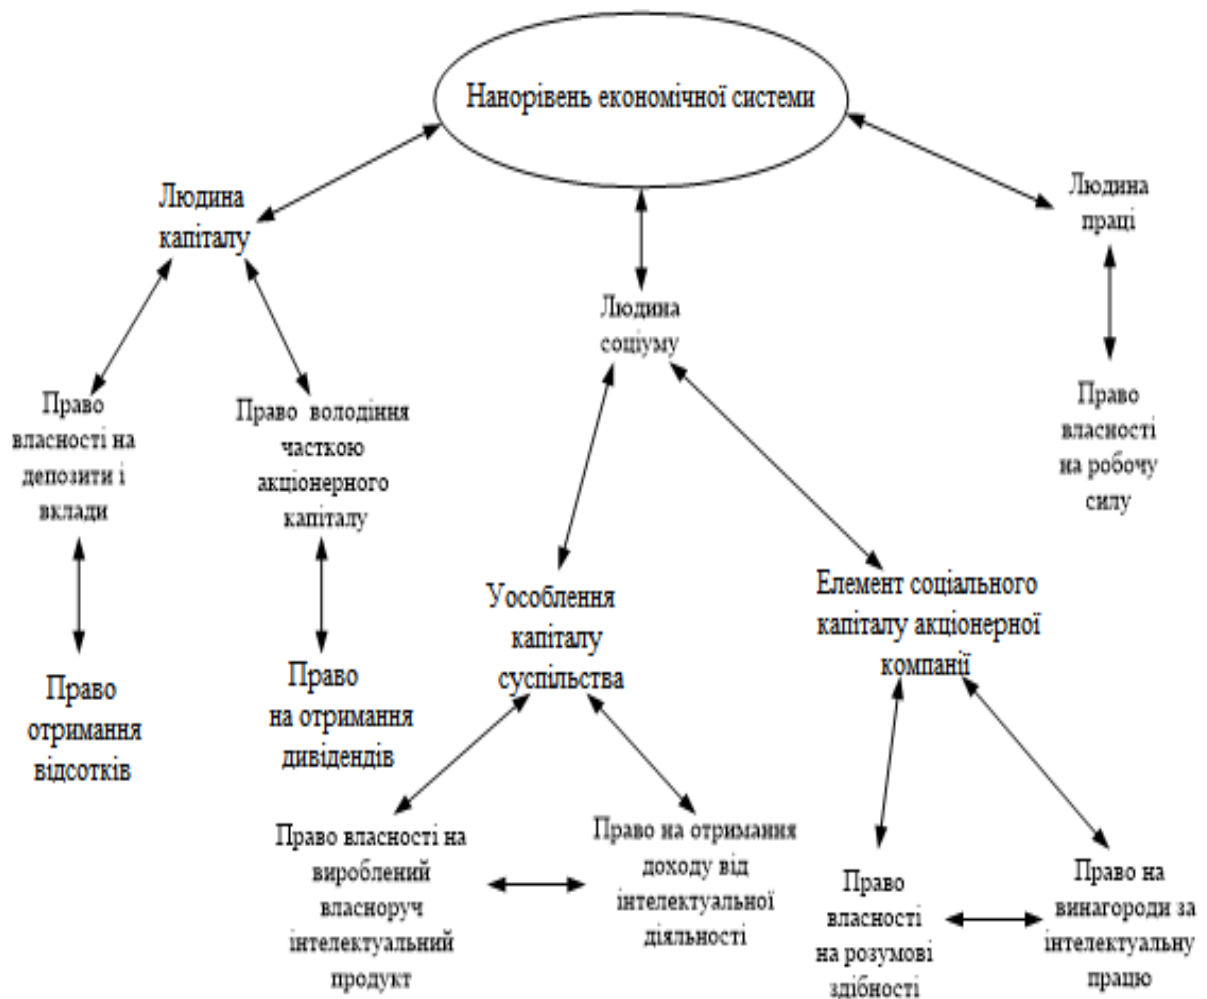 Нанорівень економічної системи
Людина
капіталу
Людина
праці
Людина
соціуму
Право
власності на
депозити і
вклади
Право володіння
часткою
акціонерного
капіталу
Право
власності
на робочу
силу
Уособлення
капіталу
суспільства
Елемент соціального
капіталу акціонерної
компанії
Право
отримання
відсотків
Право
на отримання
дивидендів
Право власності на
вироблений
власноруч
інтелектуальний
продукт
Право на отримання
доходу від
інтелектуальної
діяльності
Право
власності
на розумові
здібності
Право на
винагороди за
інтелектуальну
працю